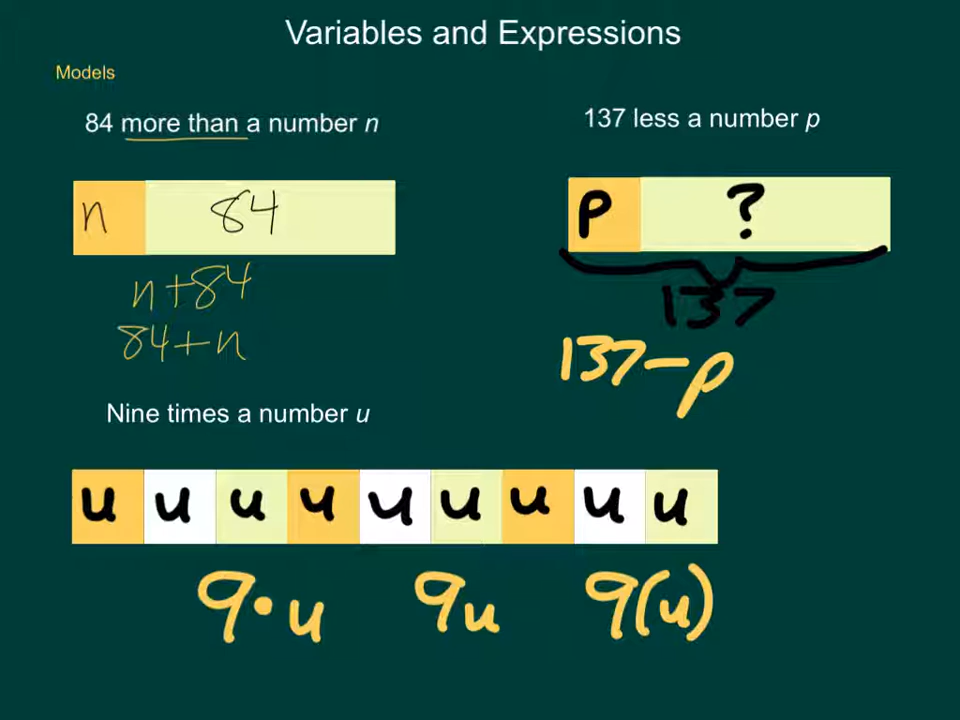 Variables and Expressions
Models
84 more than a number n
n 84
n+84
84+n
137 less a number p
p ?
137
137-p
Nine times a number u
u u u u u u u u u
9•u 9u 9(u)